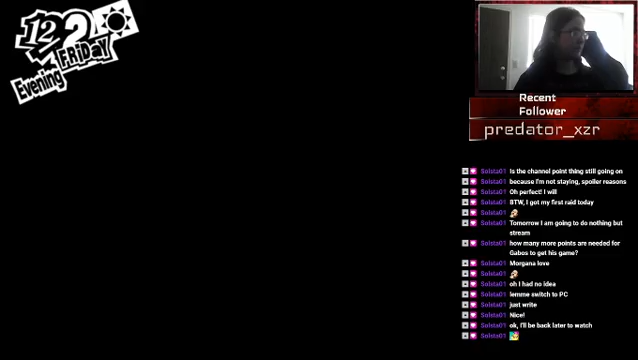 12 2
FRiDaY
Evening
Recent
Follower
predator_xzr
Solsta01 Is the channel point thing still going on
because I'm not staying, spoiler reasons
Solsta01 Oh perfect! I will
Solsta01 BTW, I got my first raid today
Solsta01
Solsta01 Tomorrow I am going to do nothing but
stream
Solsta01 how many more points are needed for
Gabos to get his game?
Solsta01 Morgana love
Solsta01
Solsta01 oh I had no idea
Solsta01 lemme switch to PC
Solsta01 just write
Solsta01 Nice!
Solsta01 ok, I'll be back later to watch
Solsta01